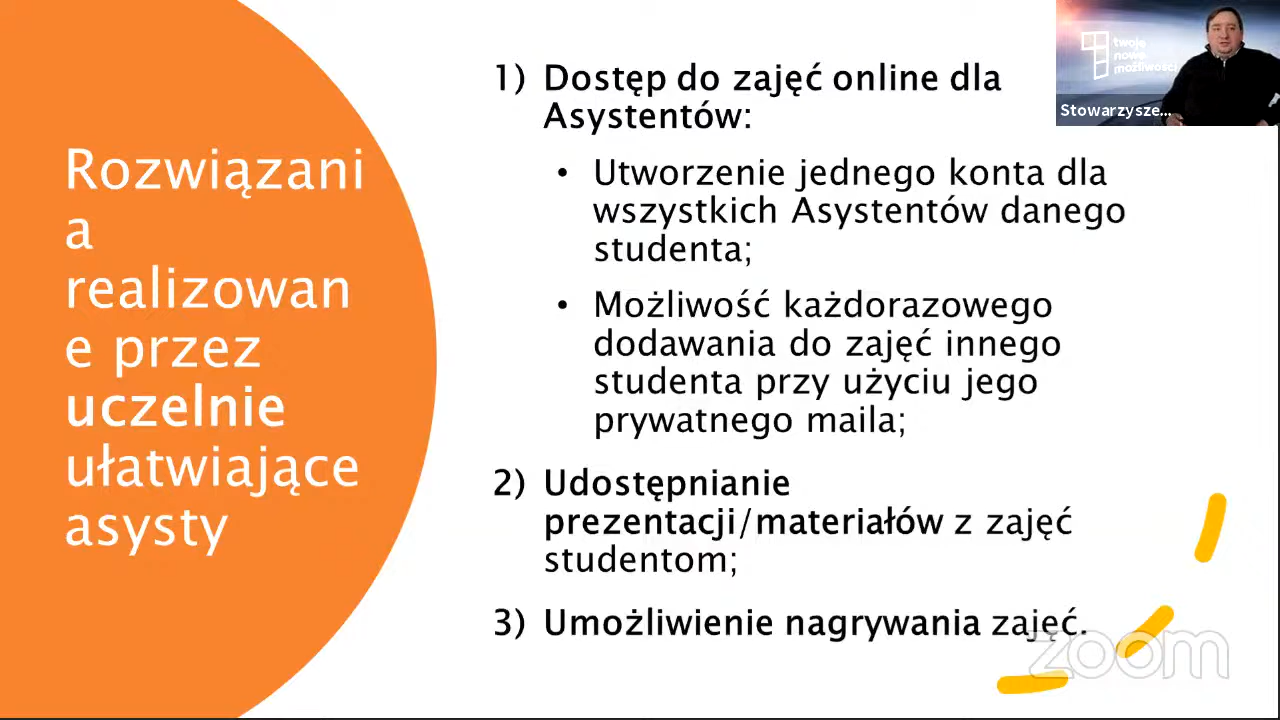 Rozwiązani
a
realizowan
e przez
uczelnie
ułatwiające
asysty
1) Dostęp do zajęć online dla
Asystentów:
• Utworzenie jednego konta dla
wszystkich Asystentów danego
studenta;
• Możliwość każdorazowego
dodawania do zajęć innego
studenta przy użyciu jego
prywatnego maila;
2) Udostępnianie
prezentacji/materiałów z zajęć
studentom;
3) Umożliwienie nagrywania zajęć.
twoje
nowe
możliwości
Stowarzysze...
zoom